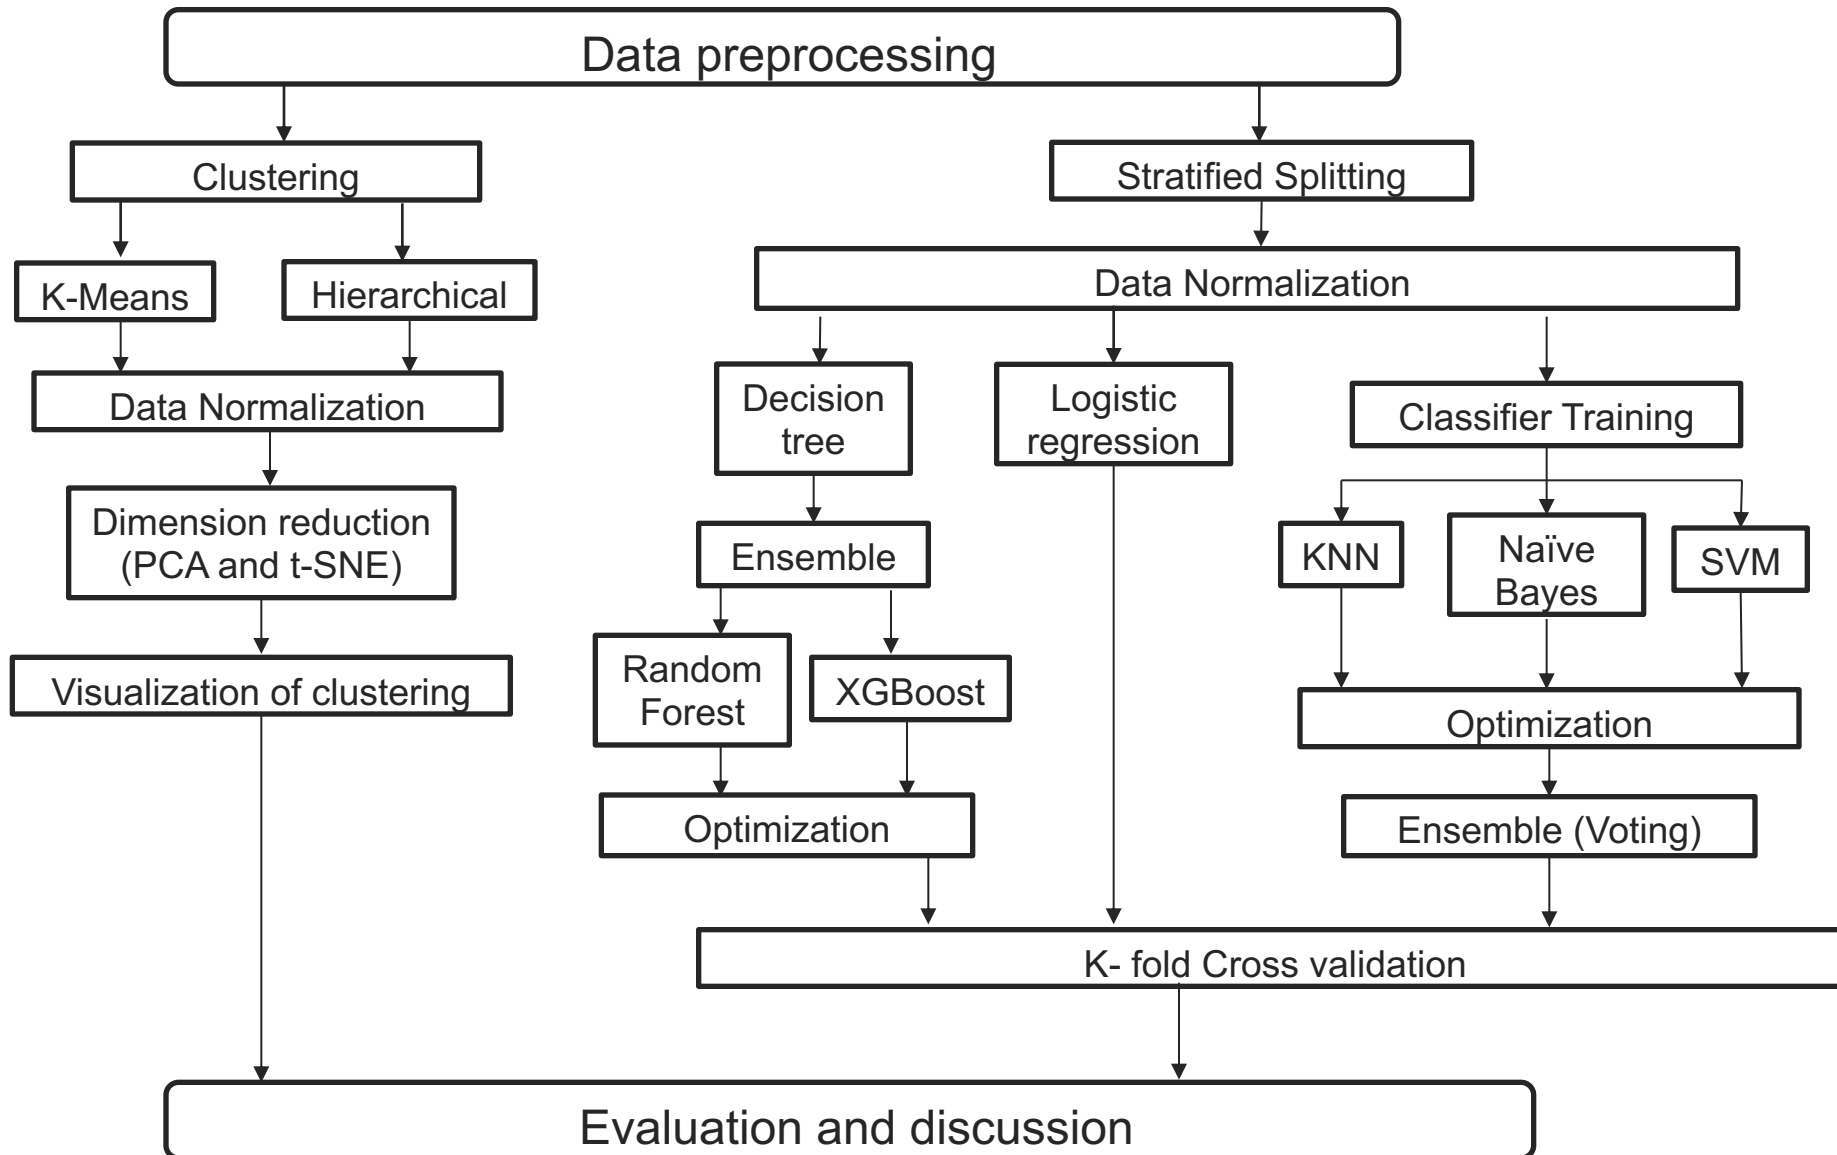 Data preprocessing
Clustering
Stratified Splitting
K-Means
Hierarchical
Data Normalization
Data Normalization
Decision
tree
Logistic
regression
Classifier Training
Dimension reduction
(PCA and t-SNE)
Ensemble
KNN
Naïve
Bayes
SVM
Visualization of clustering
Random
Forest
XGBoost
Optimization
Optimization
Ensemble (Voting)
K- fold Cross validation
Evaluation and discussion